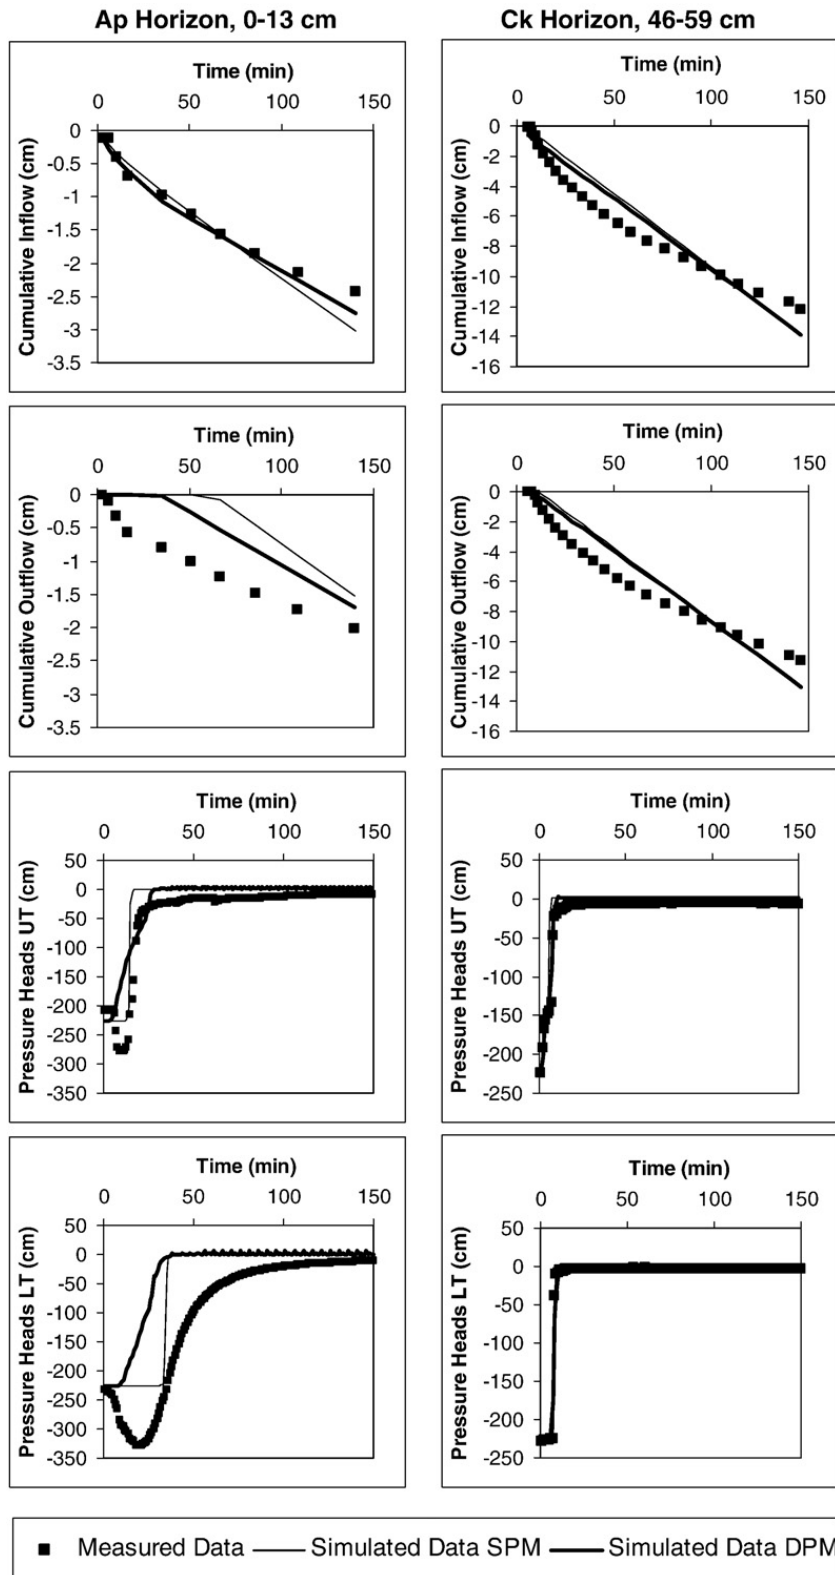 Ap Horizon, 0-13 cm
Ck Horizon, 46-59 cm
Time (min)
0 50 100 150
0
-0.5
-1
-1.5
-2
-2.5
-3
-3.5
Cumulative Inflow (cm)
Time (min)
0 50 100 150
0
-2
-4
-6
-8
-10
-12
-14
-16
Cumulative Inflow (cm)
Time (min)
0 50 100 150
0
-0.5
-1
-1.5
-2
-2.5
-3
-3.5
Cumulative Outflow (cm)
Time (min)
0 50 100 150
0
-2
-4
-6
-8
-10
-12
-14
-16
Cumulative Outflow (cm)
Time (min)
0 50 100 150
50
0
-50
-100
-150
-200
-250
-300
-350
Pressure Heads UT (cm)
Time (min)
0 50 100 150
50
0
-50
-100
-150
-200
-250
Pressure Heads UT (cm)
Time (min)
0 50 100 150
50
0
-50
-100
-150
-200
-250
-300
-350
Pressure Heads LT (cm)
Time (min)
0 50 100 150
50
0
-50
-100
-150
-200
-250
Pressure Heads LT (cm)
Measured Data Simulated Data SPM Simulated Data DPM